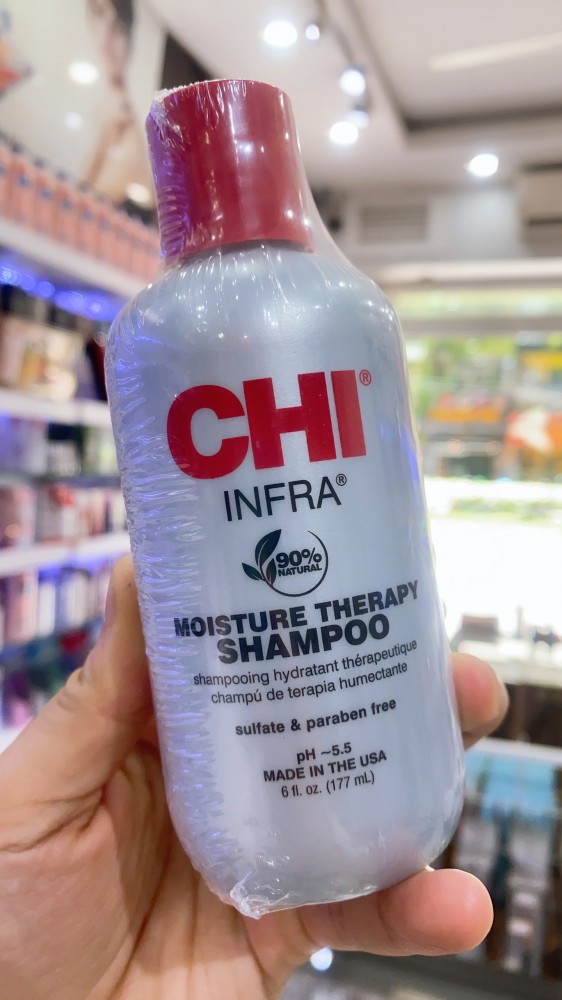 CHI®
INFRA®
90%
NATURAL
MOISTURE THERAPY
SHAMPOO
shampooing hydratant thérapeutique
champú de terapia humectante
sulfate & paraben free
pH ~5.5
MADE IN THE USA
6 fl. oz. (177 mL)